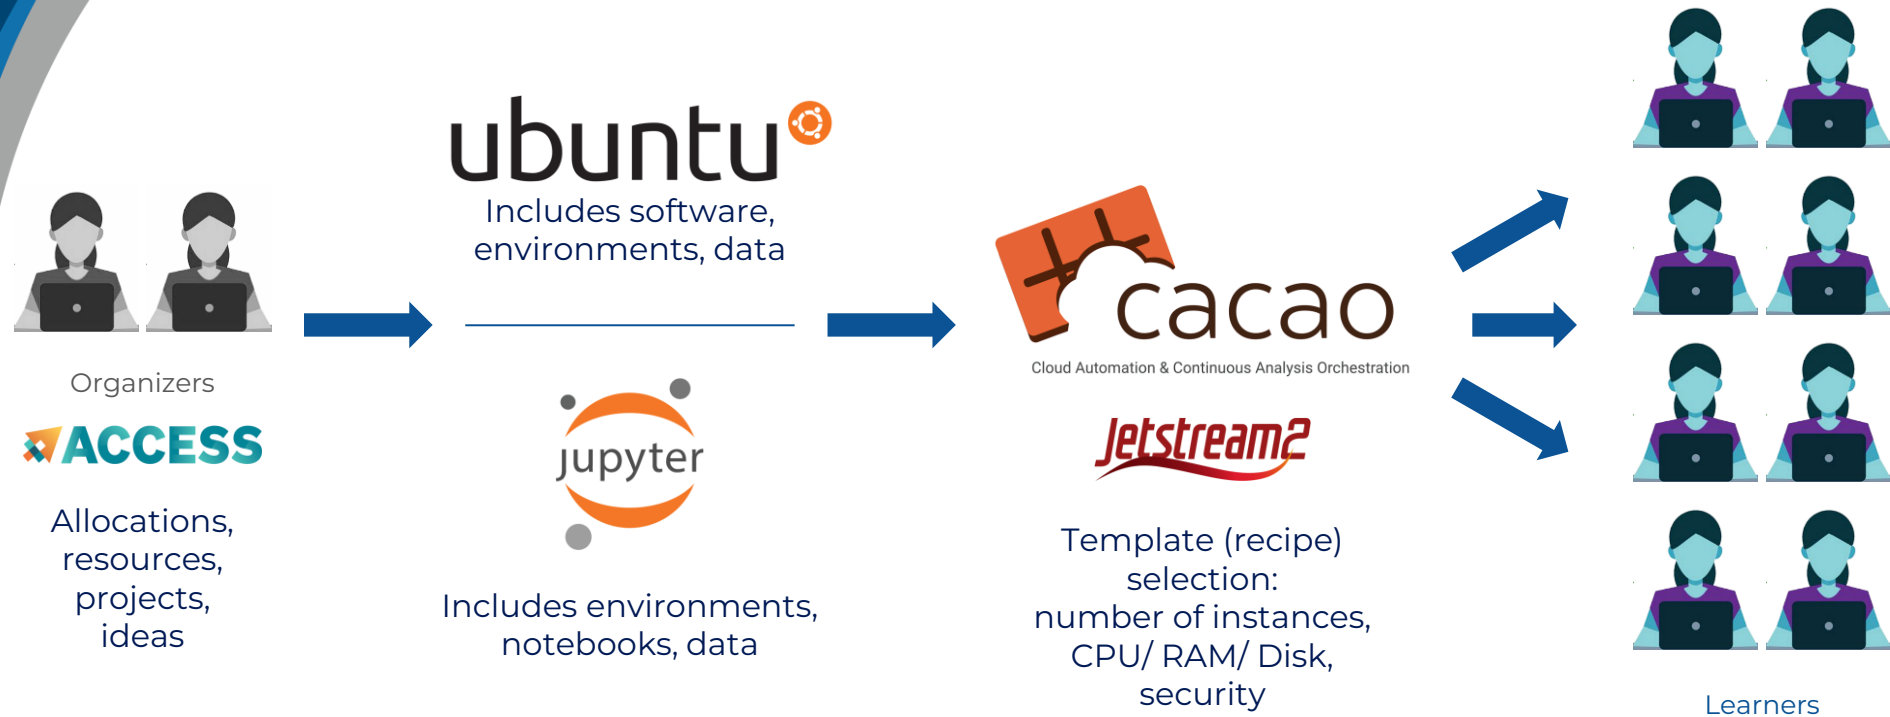 Organizers
ACCESS
Allocations,
resources,
projects,
ideas
ubuntu
Includes software,
environments, data
jupyter
Includes environments,
notebooks, data
cacao
Cloud Automation & Continuous Analysis Orchestration
Jetstream2
Template (recipe)
selection:
number of instances,
CPU/ RAM/ Disk,
security
Learners